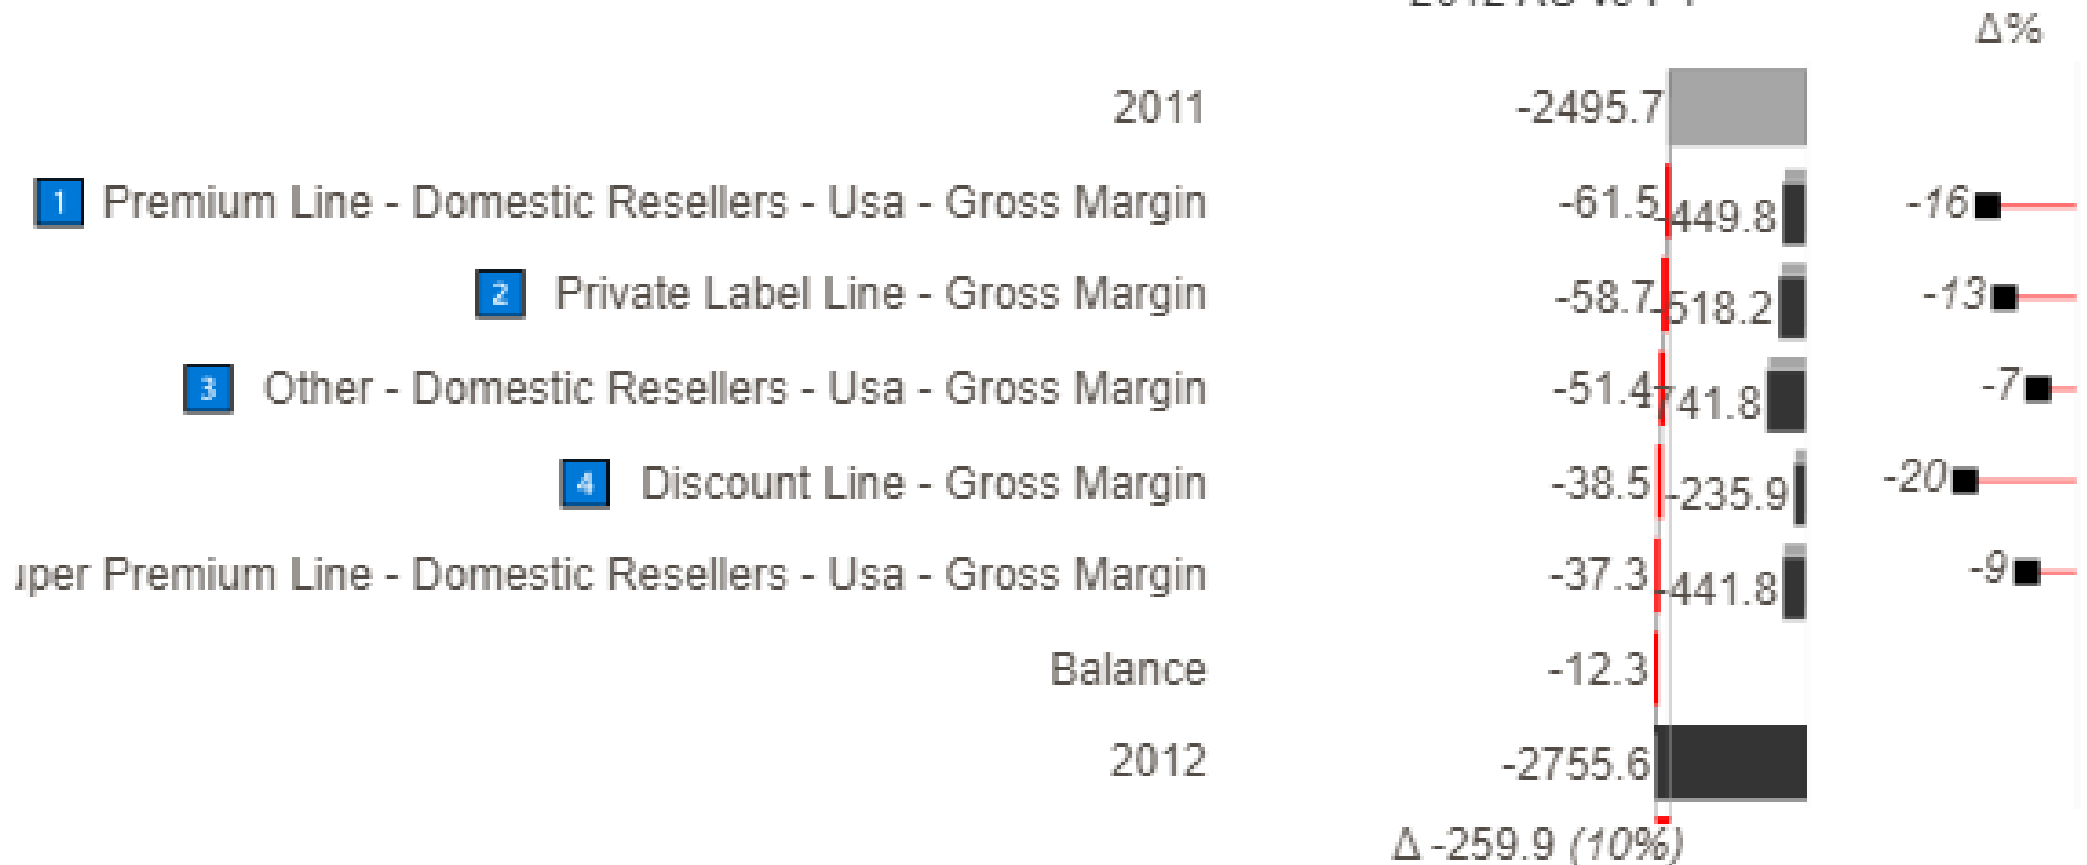 Δ%
2011 -2495.7
1 Premium Line - Domestic Resellers - Usa - Gross Margin -61.5 -449.8 -16
2 Private Label Line - Gross Margin -58.7 -518.2 -13
3 Other - Domestic Resellers - Usa - Gross Margin -51.4 -741.8 -7
4 Discount Line - Gross Margin -38.5 -235.9 -20
Premium Line - Domestic Resellers - Usa - Gross Margin -37.3 -441.8 -9
Balance -12.3
2012 -2755.6
Δ -259.9 (10%)